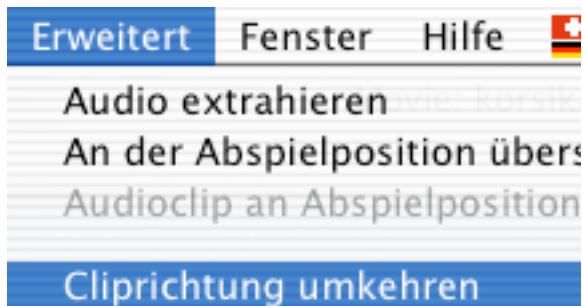 Erweitert Fenster Hilfe
Audio extrahieren
An der Abspielposition übers
Audioclip an Abspielposition
Cliprichtung umkehren